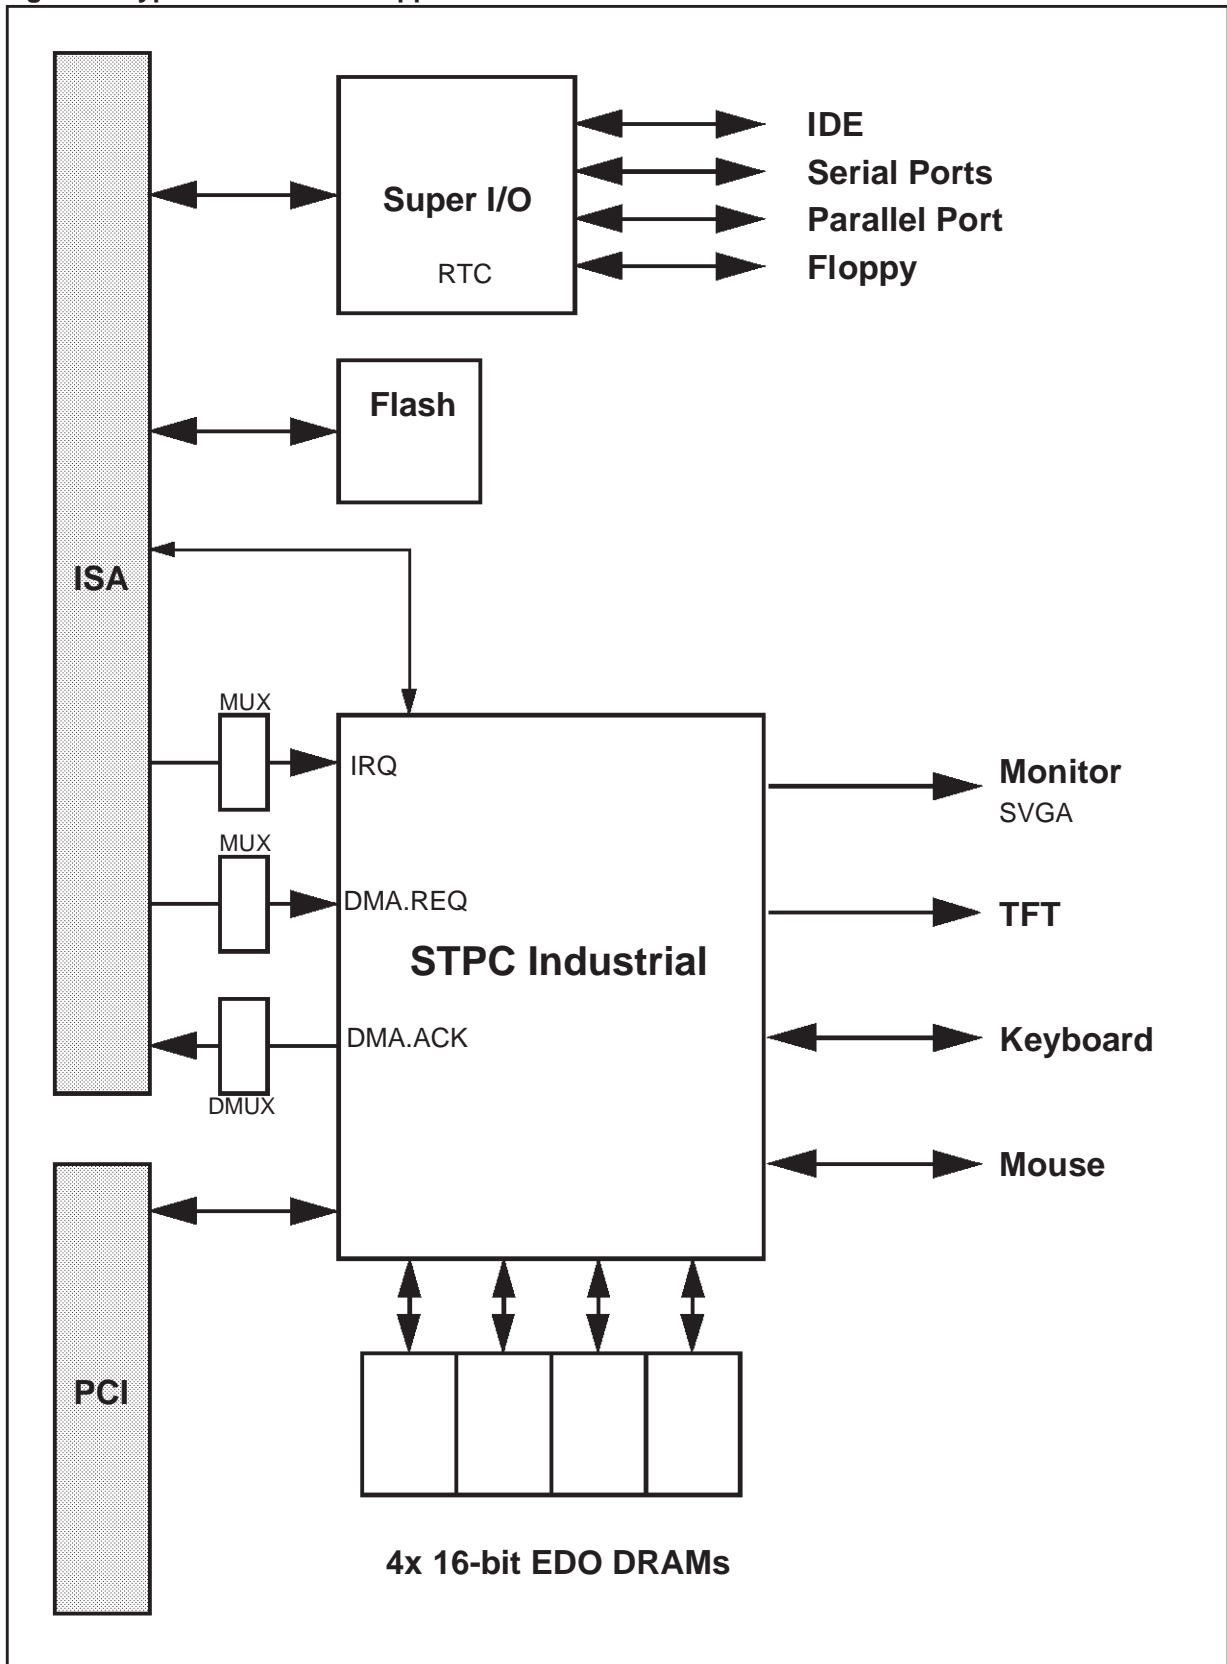 IDE
Serial Ports
Super I/O
Parallel Port
RTC
Floppy
Flash
ISA
MUX
IRQ
Monitor
SVGA
MUX
DMA.REQ
TFT
STPC Industrial
DMA.ACK
Keyboard
DMUX
Mouse
PCI
4x 16-bit EDO DRAMs